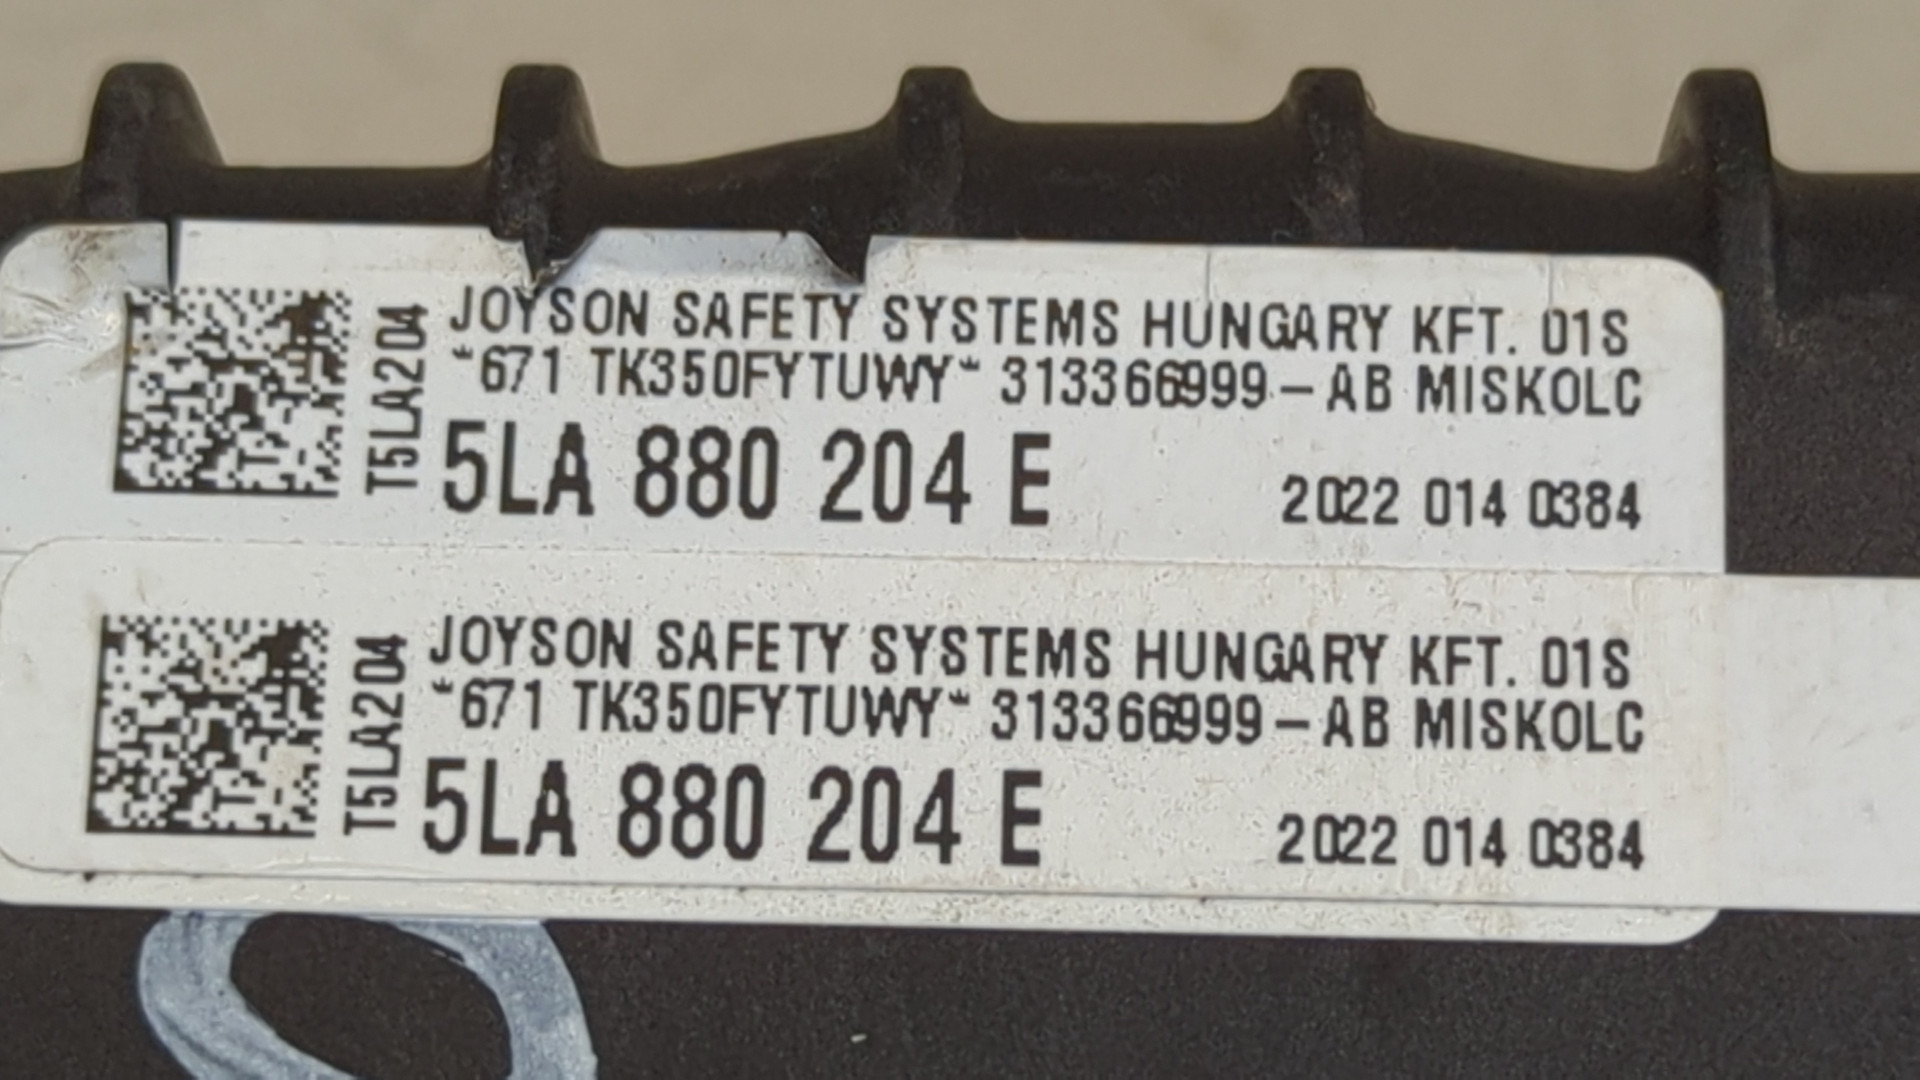 T5LA204
JOYSON SAFETY SYSTEMS HUNGARY KFT. 01S
*671 TK350FYTUWY* 313366999-AB MISKOLC
5LA 880 204 E
2022 014 0384
T5LA204
JOYSON SAFETY SYSTEMS HUNGARY KFT. 01S
*671 TK350FYTUWY* 313366999-AB MISKOLC
5LA 880 204 E
2022 014 0384